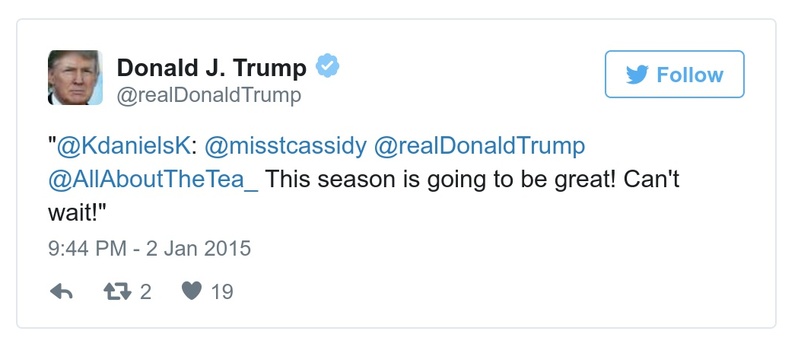 Donald J. Trump
@realDonaldTrump
Follow
"@KdanielsK: @misstcassidy @realDonaldTrump
@AllAboutTheTea_ This season is going to be great! Can't
wait!"
9:44 PM - 2 Jan 2015
2 19